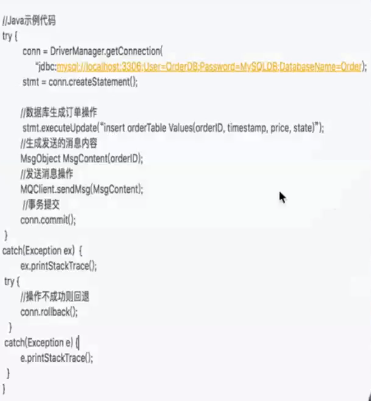 //Java示例代码
try {
conn = DriverManager.getConnection(
"jdbc:mysql://localhost:3306;User=OrderDB;Password=MySQLDB;DatabaseName=Order);
stmt = conn.createStatement();
//数据库生成订单操作
stmt.executeUpdate("insert orderTable Values(orderID, timestamp, price, state)");
//生成发送的消息内容
MsgObject MsgContent(orderID);
//发送消息操作
MQClient.sendMsg(MsgContent);
//事务提交
conn.commit();
}
catch(Exception ex) {
ex.printStackTrace();
try {
//操作不成功则回退
conn.rollback();
}
catch(Exception e) {
e.printStackTrace();
}
}